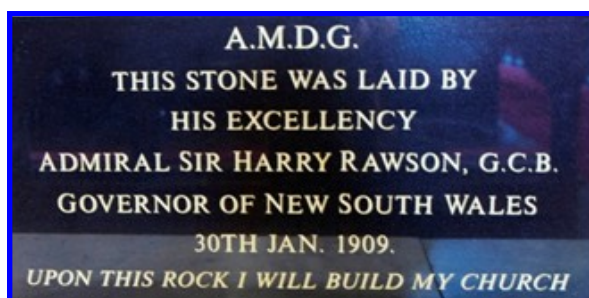 A.M.D.G.
THIS STONE WAS LAID BY
HIS EXCELLENCY
ADMIRAL SIR HARRY RAWSON, G.C.B.
GOVERNOR OF NEW SOUTH WALES
30TH JAN. 1909.
UPON THIS ROCK I WILL BUILD MY CHURCH